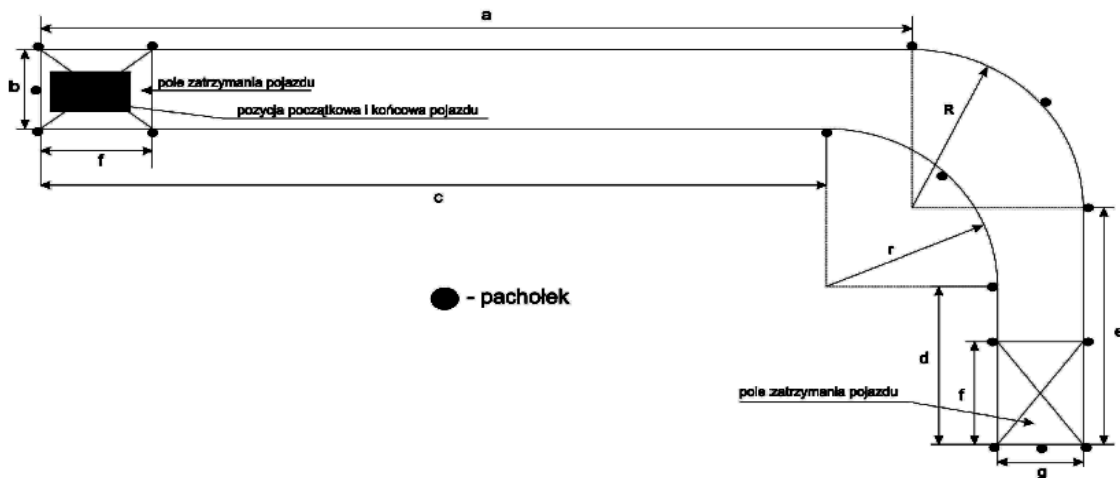 a
b
pole zatrzymania pojazdu
pozycja początkowa i końcowa pojazdu
R
f
c
r
- pachołek
e
d
f
pole zatrzymania pojazdu
g